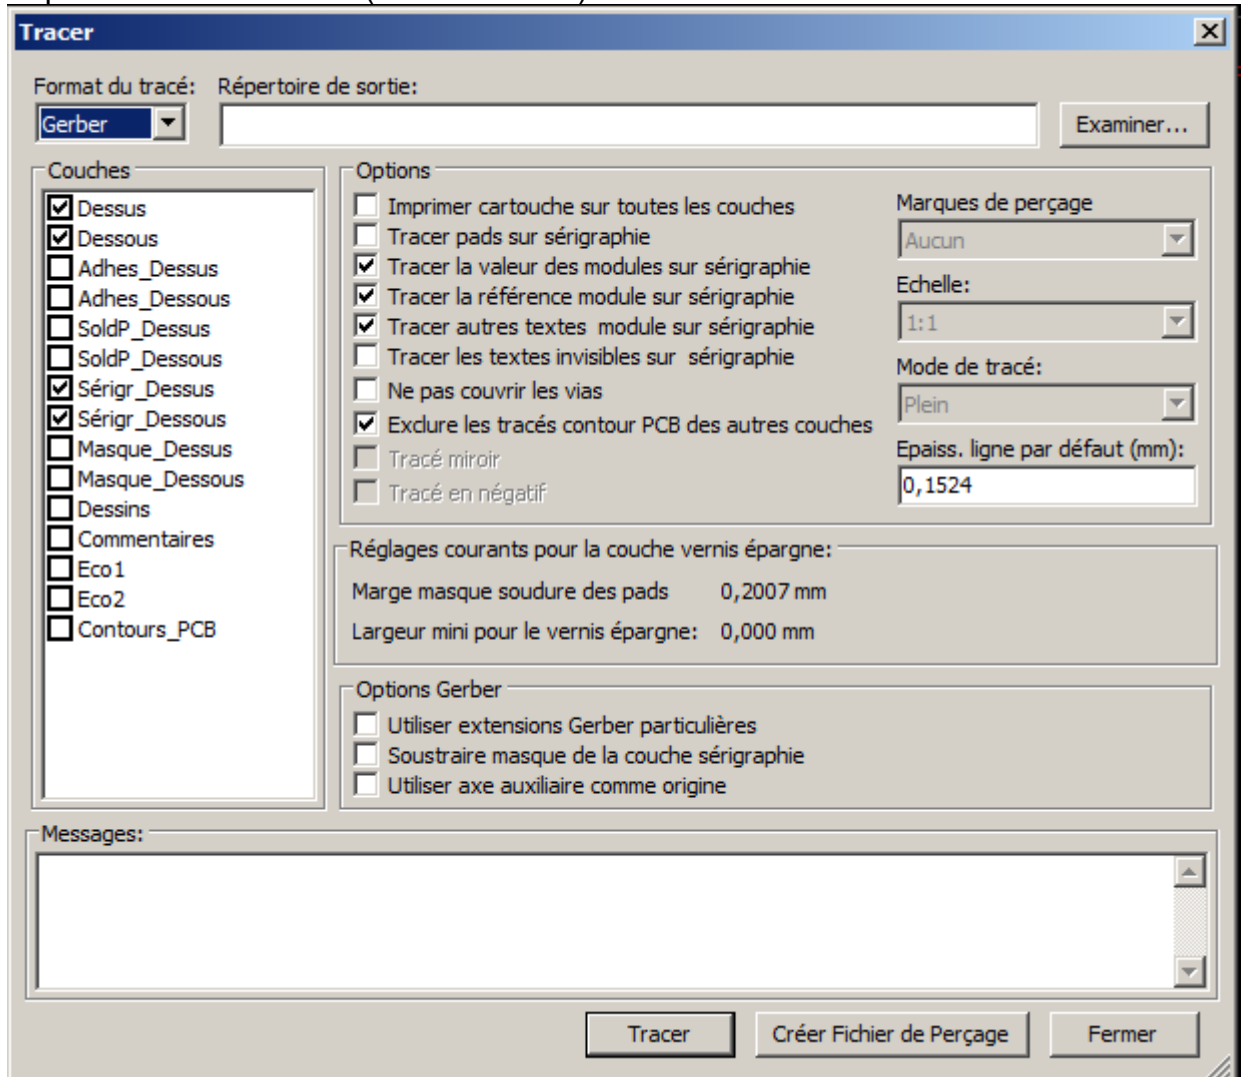 Tracer
Format du tracé: Répertoire de sortie:
Gerber Examiner...
Couches
Dessus
Dessous
Adhes_Dessus
Adhes_Dessous
SoldP_Dessus
SoldP_Dessous
Sérigr_Dessus
Sérigr_Dessous
Masque_Dessus
Masque_Dessous
Dessins
Commentaires
Eco1
Eco2
Contours_PCB
Options
Imprimer cartouche sur toutes les couches
Tracer pads sur sérigraphie
Tracer la valeur des modules sur sérigraphie
Tracer la référence module sur sérigraphie
Tracer autres textes module sur sérigraphie
Tracer les textes invisibles sur sérigraphie
Ne pas couvrir les vias
Exclure les tracés contour PCB des autres couches
Tracé miroir
Tracé en négatif
Marques de perçage
Aucun
Echelle:
1:1
Mode de tracé:
Plein
Epaiss. ligne par défaut (mm):
0,1524
Réglages courants pour la couche vernis épargne:
Marge masque soudure des pads 0,2007 mm
Largeur mini pour le vernis épargne: 0,000 mm
Options Gerber
Utiliser extensions Gerber particulières
Soustraire masque de la couche sérigraphie
Utiliser axe auxiliaire comme origine
Messages:
Tracer Créer Fichier de Perçage Fermer